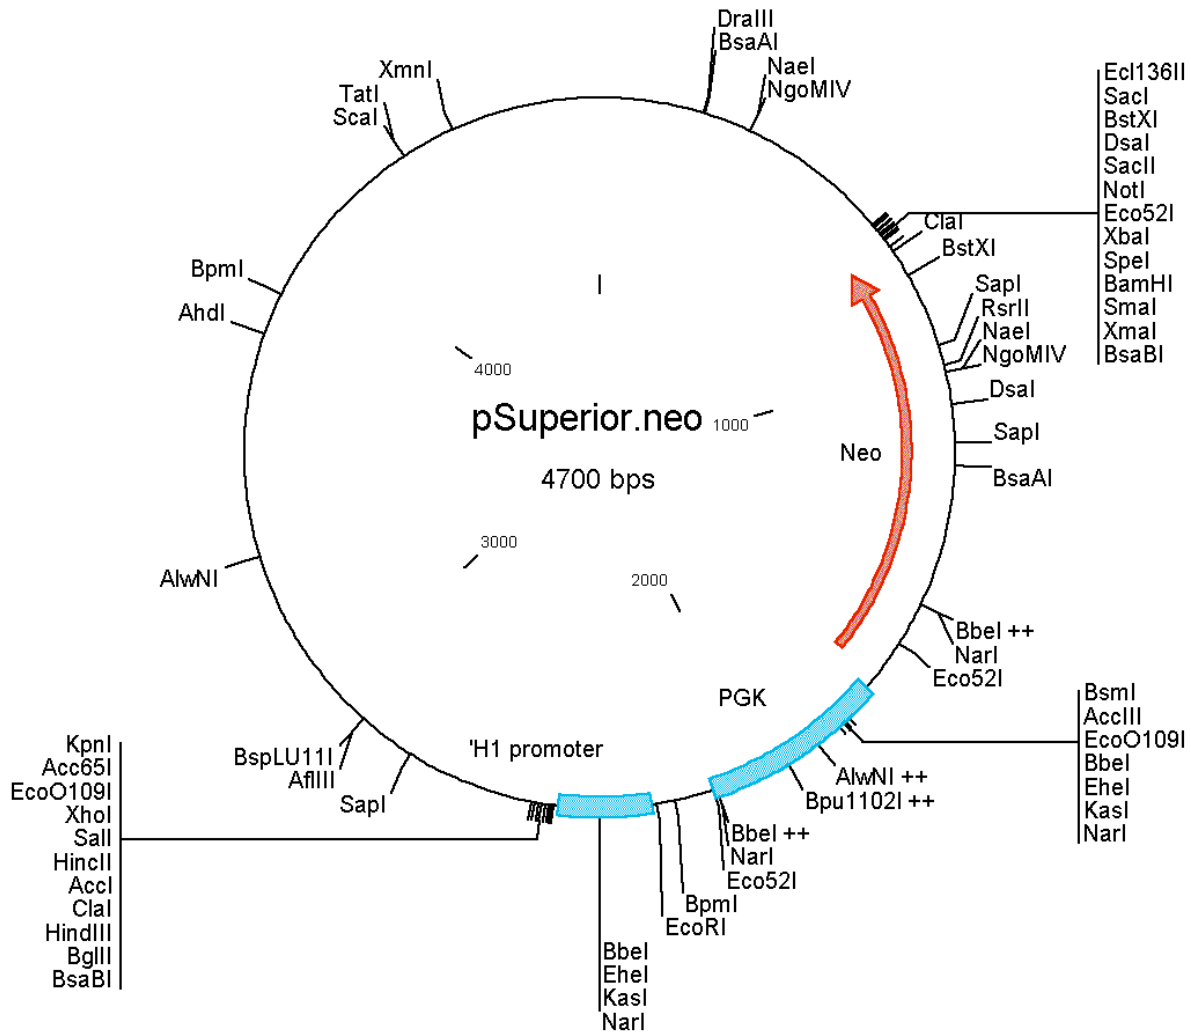 DraIII
BsaAI
NaeI
NgoMIV
XmnI
TatI
ScaI
Ecl136II
SacI
BstXI
DsaI
SacII
NotI
Eco52I
XbaI
SpeI
BamHI
SmaI
XmaI
BsaBI
ClaI
BstXI
SapI
RsrII
NaeI
NgoMIV
DsaI
SapI
BsaAI
BpmI
AhdI
I
4000
pSuperior.neo
1000
4700 bps
Neo
3000
2000
AlwNI
BbeI ++
NarI
Eco52I
PGK
BsmI
AccIII
EcoO109I
BbeI
EheI
KasI
NarI
AlwNI ++
Bpu1102I ++
'H1 promoter
BspLU11I
AflIII
SapI
KpnI
Acc65I
EcoO109I
XhoI
SalI
HincII
AccI
ClaI
HindIII
BglII
BsaBI
BbeI ++
NarI
Eco52I
BpmI
EcoRI
BbeI
EheI
KasI
NarI